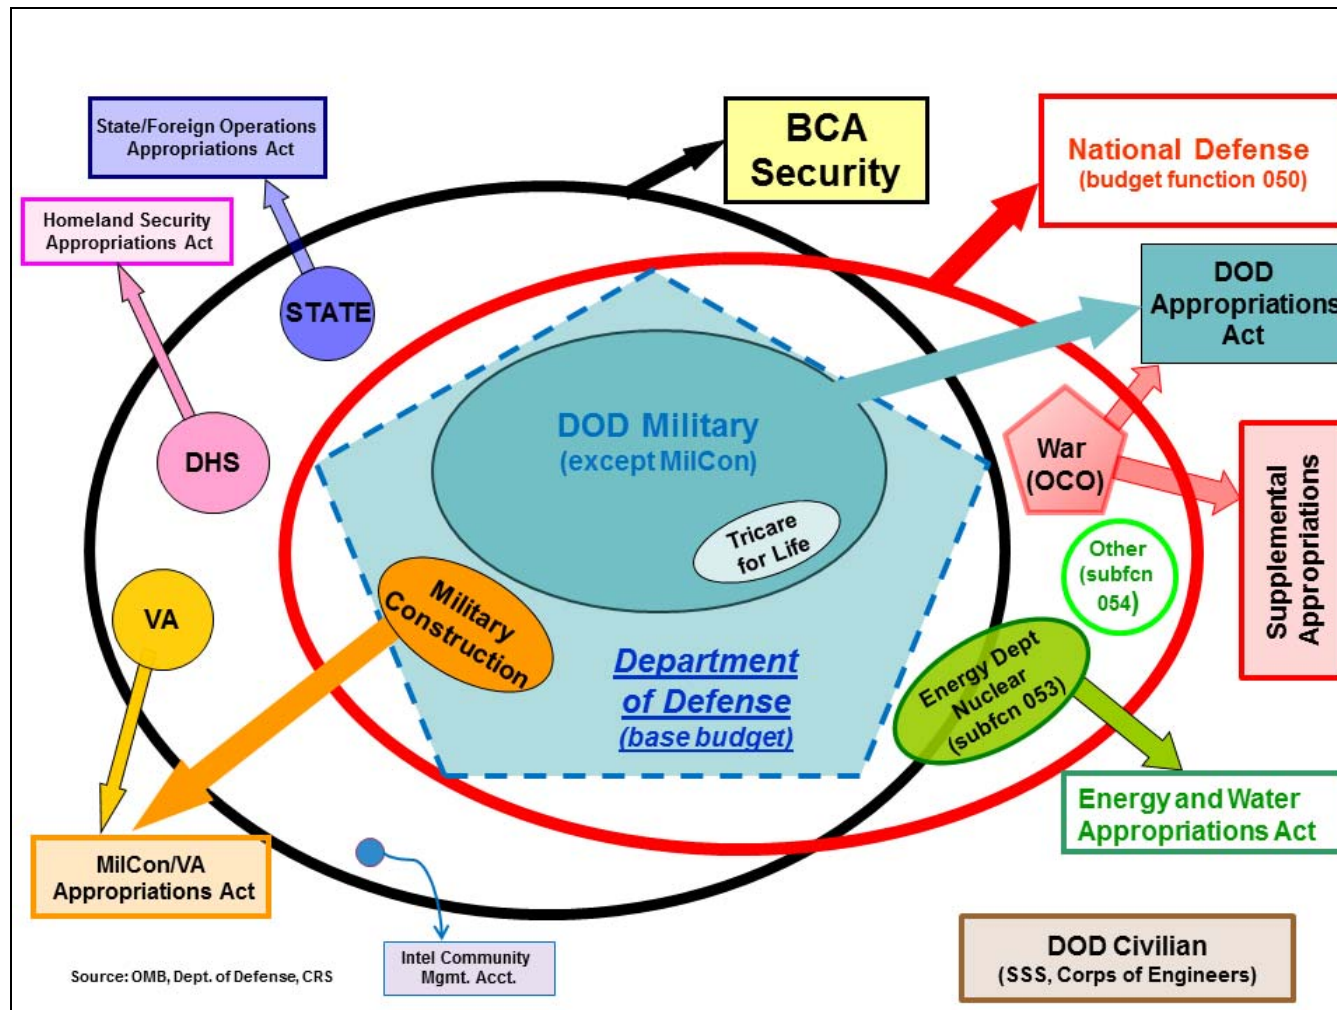 State/Foreign Operations
Appropriations Act
BCA
Security
National Defense
(budget function 050)
Homeland Security
Appropriations Act
DOD
Appropriations
Act
STATE
DHS
DOD Military
(except MilCon)
War
(OCO)
Supplemental
Appropriations
Tricare
for Life
Other
(subfcn
054)
VA
Military
Construction
Department
of Defense
(base budget)
Energy Dept
Nuclear
(subfcn 053)
Energy and Water
Appropriations Act
MilCon/VA
Appropriations Act
Intel Community
Mgmt. Acct.
DOD Civilian
(SSS, Corps of Engineers)
Source: OMB, Dept. of Defense, CRS